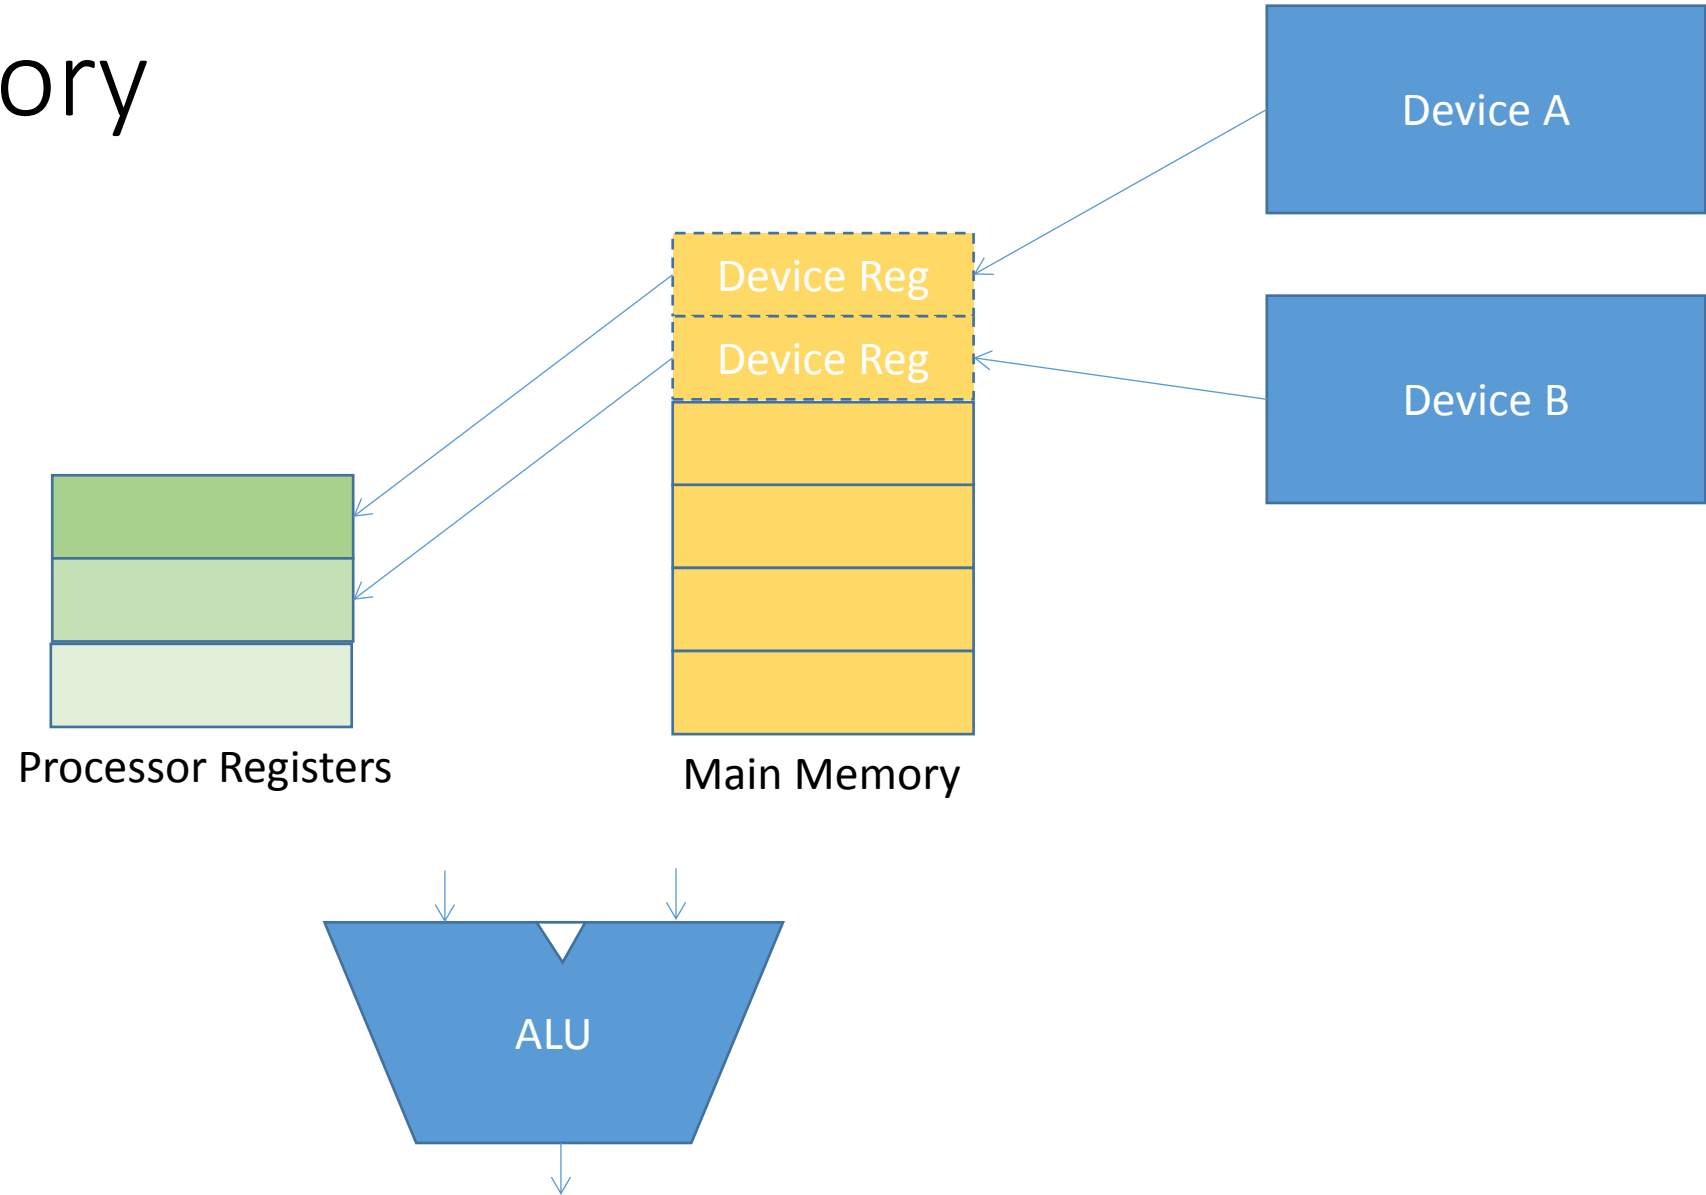 ory
Device A
Device Reg
Device Reg
Device B
Processor Registers
Main Memory
ALU